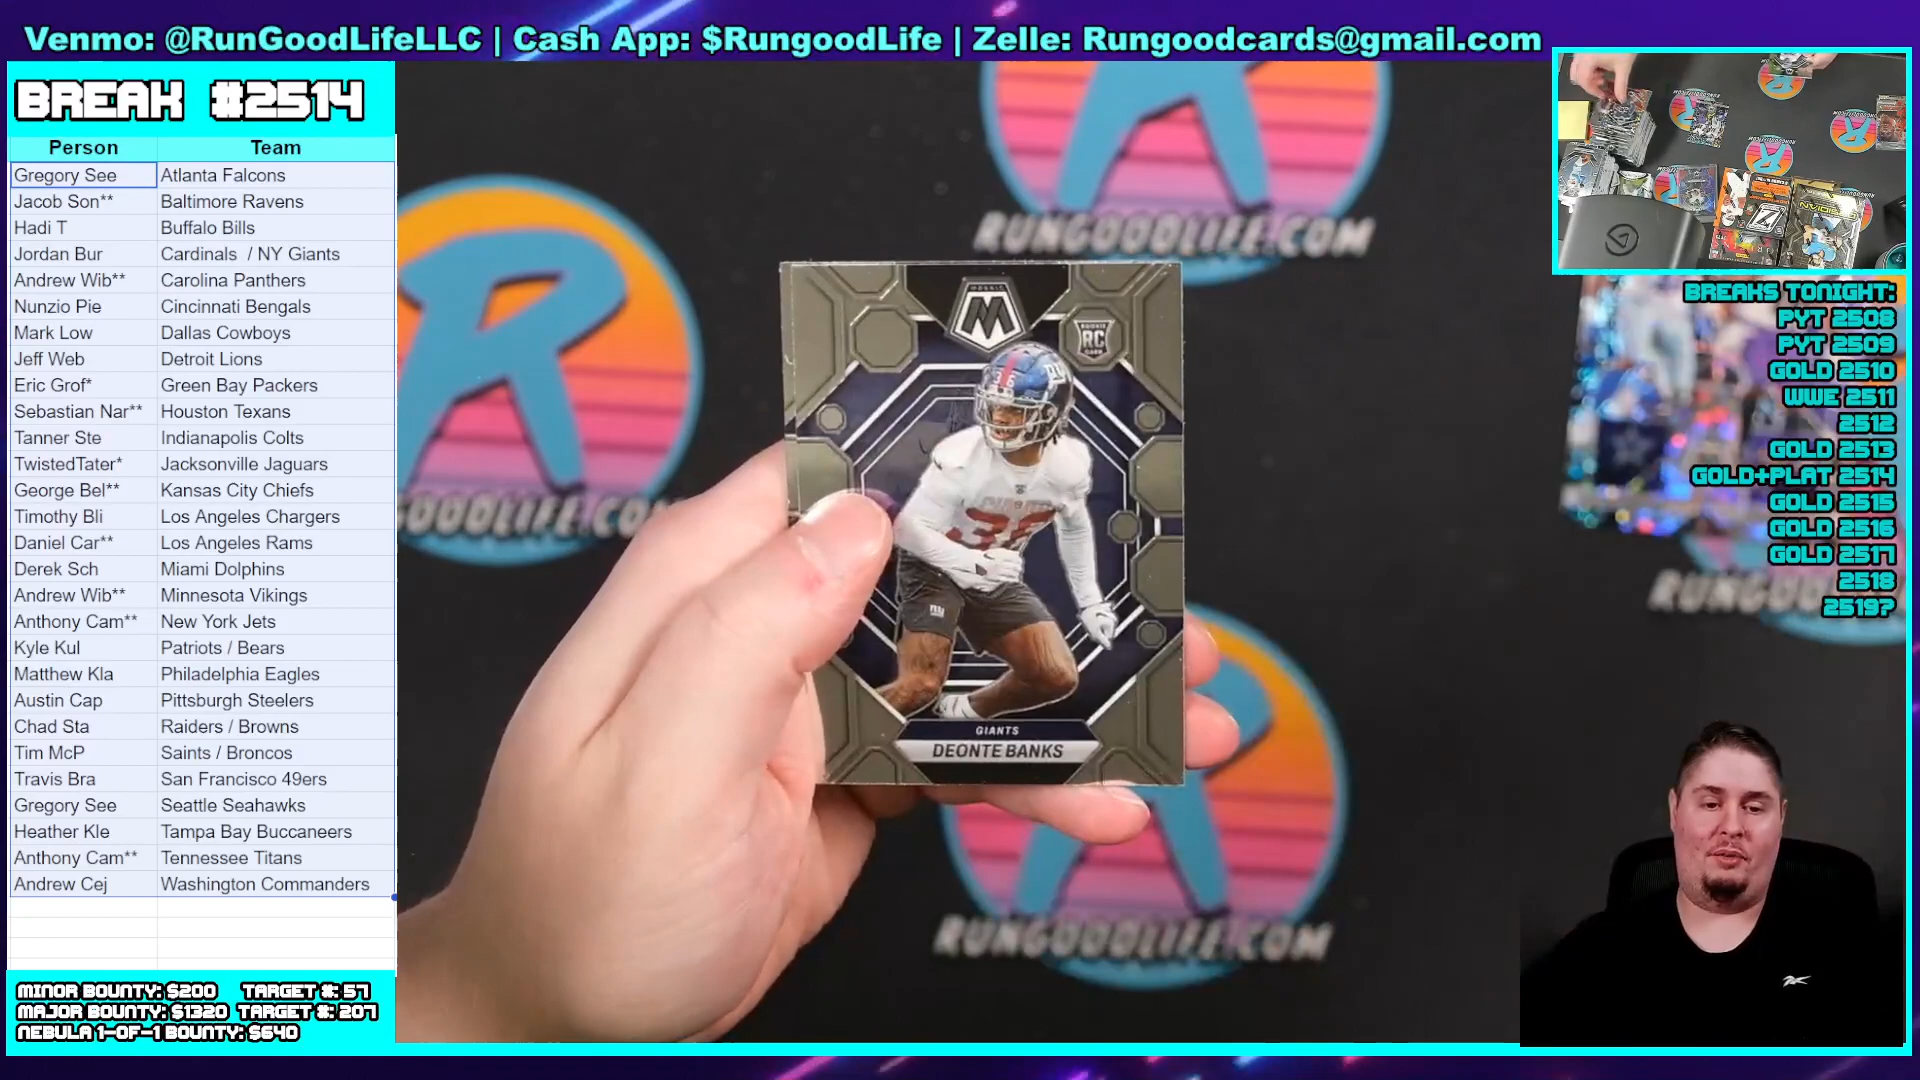 Venmo: @RunGoodLifeLLC | Cash App: $RungoodLife | Zelle: Rungoodcards@gmail.com
BREAK #2514
Person Team
Gregory See Atlanta Falcons
Jacob Son** Baltimore Ravens
Hadi T Buffalo Bills
Jordan Bur Cardinals / NY Giants
Andrew Wib** Carolina Panthers
Nunzio Pie Cincinnati Bengals
Mark Low Dallas Cowboys
Jeff Web Detroit Lions
Eric Grof* Green Bay Packers
Sebastian Nar** Houston Texans
Tanner Ste Indianapolis Colts
TwistedTater* Jacksonville Jaguars
George Bel** Kansas City Chiefs
Timothy Bli Los Angeles Chargers
Daniel Car** Los Angeles Rams
Derek Sch Miami Dolphins
Andrew Wib** Minnesota Vikings
Anthony Cam** New York Jets
Kyle Kul Patriots / Bears
Matthew Kla Philadelphia Eagles
Austin Cap Pittsburgh Steelers
Chad Sta Raiders / Browns
Tim McP Saints / Broncos
Travis Bra San Francisco 49ers
Gregory See Seattle Seahawks
Heather Kle Tampa Bay Buccaneers
Anthony Cam** Tennessee Titans
Andrew Cej Washington Commanders
MINOR BOUNTY: $200 TARGET #: 57
MAJOR BOUNTY: $1320 TARGET #: 207
NEBULA 1-OF-1 BOUNTY: $640
RUNGOODLIFE.COM
MOSAIC
M
ROOKIE
RC
CARD
36
GIANTS
DEONTE BANKS
RUNGOODLIFE.COM
BREAKS TONIGHT:
PYT 2508
PYT 2509
GOLD 2510
WWE 2511
2512
GOLD 2513
GOLD+PLAT 2514
GOLD 2515
GOLD 2516
GOLD 2517
2518
2519?